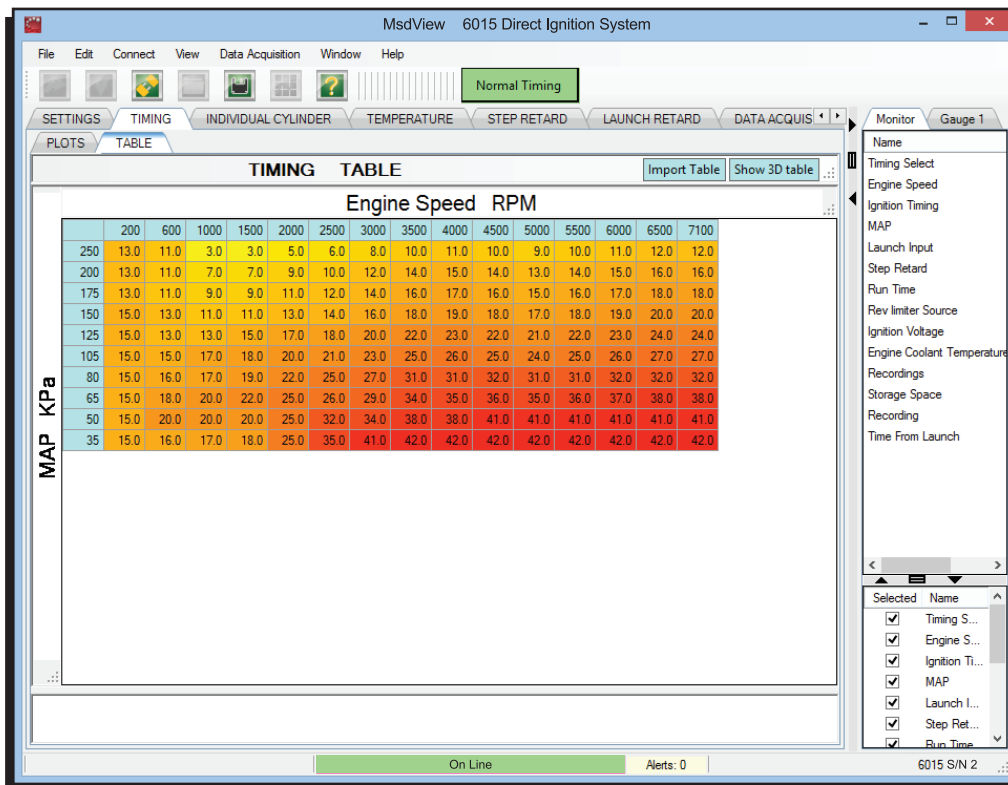 MsdView 6015 Direct Ignition System
File Edit Connect View Data Acquisition Window Help
Normal Timing
SETTINGS TIMING INDIVIDUAL CYLINDER TEMPERATURE STEP RETARD LAUNCH RETARD DATA ACQUIS
PLOTS TABLE
TIMING TABLE
Import Table Show 3D table
Engine Speed RPM
MAP KPa
200 600 1000 1500 2000 2500 3000 3500 4000 4500 5000 5500 6000 6500 7100
250 13.0 11.0 3.0 3.0 5.0 6.0 8.0 10.0 11.0 10.0 9.0 10.0 11.0 12.0 12.0
200 13.0 11.0 7.0 7.0 9.0 10.0 12.0 14.0 15.0 14.0 13.0 14.0 15.0 16.0 16.0
175 13.0 11.0 9.0 9.0 11.0 12.0 14.0 16.0 17.0 16.0 15.0 16.0 17.0 18.0 18.0
150 15.0 13.0 11.0 11.0 13.0 14.0 16.0 18.0 19.0 18.0 17.0 18.0 19.0 20.0 20.0
125 15.0 13.0 13.0 15.0 17.0 18.0 20.0 22.0 23.0 22.0 21.0 22.0 23.0 24.0 24.0
105 15.0 15.0 17.0 18.0 20.0 21.0 23.0 25.0 26.0 25.0 24.0 25.0 26.0 27.0 27.0
80 15.0 16.0 17.0 19.0 22.0 25.0 27.0 31.0 31.0 32.0 31.0 31.0 32.0 32.0 32.0
65 15.0 18.0 20.0 22.0 25.0 26.0 29.0 34.0 35.0 36.0 35.0 36.0 37.0 38.0 38.0
50 15.0 20.0 20.0 20.0 25.0 32.0 34.0 38.0 38.0 41.0 41.0 41.0 41.0 41.0 41.0
35 15.0 16.0 17.0 18.0 25.0 35.0 41.0 42.0 42.0 42.0 42.0 42.0 42.0 42.0 42.0
Monitor Gauge 1
Name
Timing Select
Engine Speed
Ignition Timing
MAP
Launch Input
Step Retard
Run Time
Rev limiter Source
Ignition Voltage
Engine Coolant Temperature
Recordings
Storage Space
Recording
Time From Launch
Selected Name
Timing S...
Engine S...
Ignition Ti...
MAP
Launch I...
Step Ret...
Run Time
On Line
Alerts: 0
6015 S/N 2